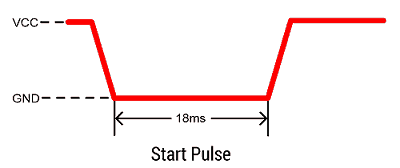 VCC
GND
18ms
Start Pulse